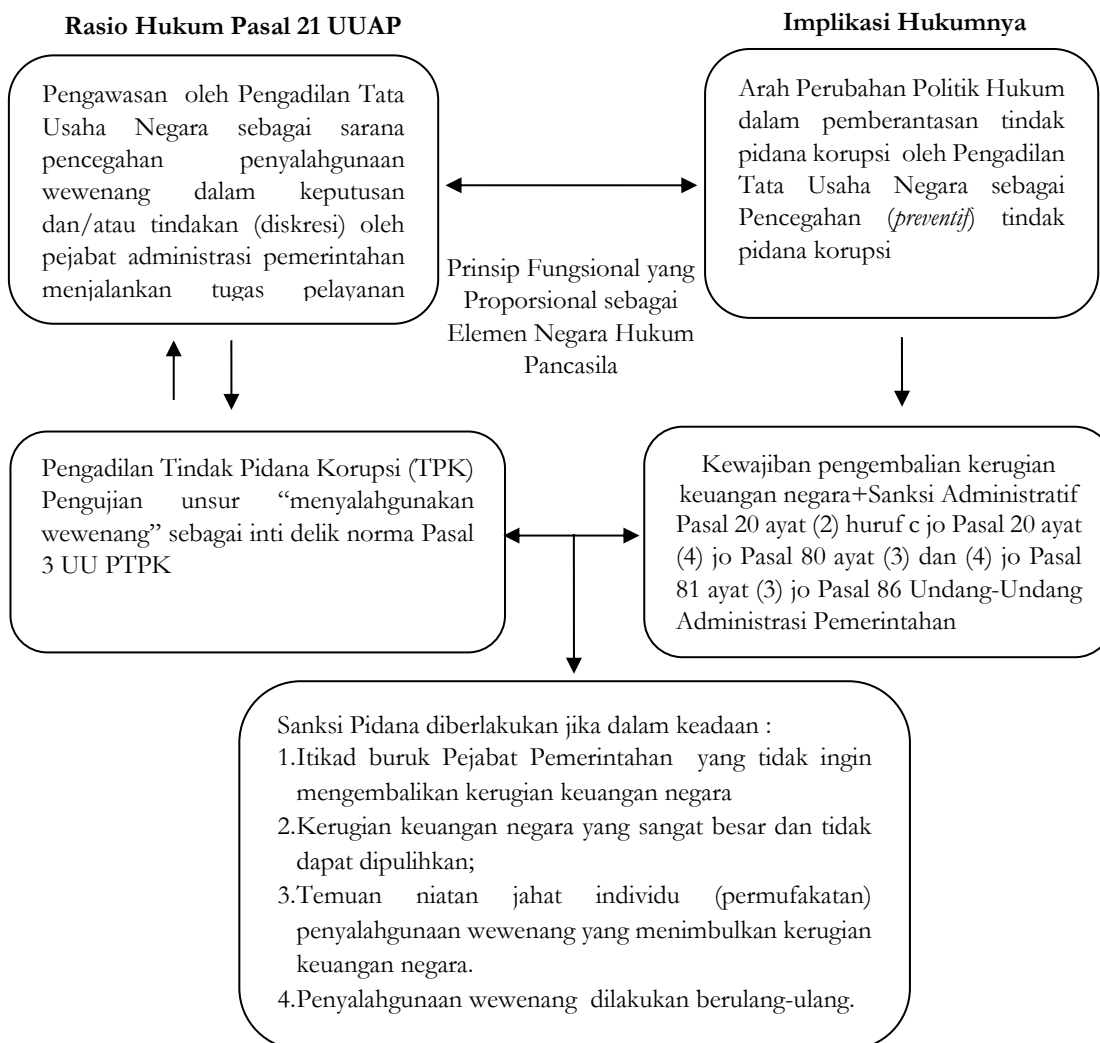 Rasio Hukum Pasal 21 UUAP
Implikasi Hukumnya
Pengawasan oleh Pengadilan Tata
Usaha Negara sebagai sarana
pencegahan penyalahgunaan
wewenang dalam keputusan
dan/atau tindakan (diskresi) oleh
pejabat administrasi pemerintahan
menjalankan tugas pelayanan
Arah Perubahan Politik Hukum
dalam pemberantasan tindak
pidana korupsi oleh Pengadilan
Tata Usaha Negara sebagai
Pencegahan (preventif) tindak
pidana korupsi
Prinsip Fungsional yang
Proporsional sebagai
Elemen Negara Hukum
Pancasila
Pengadilan Tindak Pidana Korupsi (TPK)
Pengujian unsur “menyalahgunakan
wewenang” sebagai inti delik norma Pasal
3 UU PTPK
Kewajiban pengembalian kerugian
keuangan negara+Sanksi Administratif
Pasal 20 ayat (2) huruf c jo Pasal 20 ayat
(4) jo Pasal 80 ayat (3) dan (4) jo Pasal
81 ayat (3) jo Pasal 86 Undang-Undang
Administrasi Pemerintahan
Sanksi Pidana diberlakukan jika dalam keadaan :
1.Itikad buruk Pejabat Pemerintahan yang tidak ingin
mengembalikan kerugian keuangan negara
2.Kerugian keuangan negara yang sangat besar dan tidak
dapat dipulihkan;
3.Temuan niatan jahat individu (permufakatan)
penyalahgunaan wewenang yang menimbulkan kerugian
keuangan negara.
4.Penyalahgunaan wewenang dilakukan berulang-ulang.